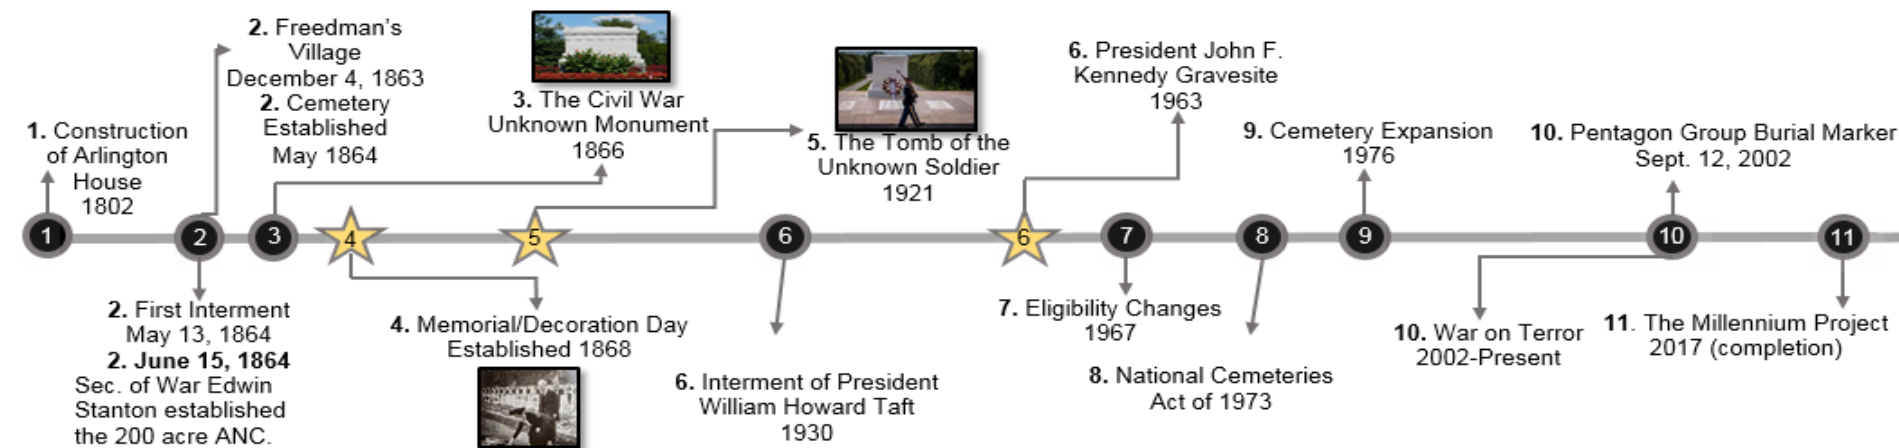 1. Construction
of Arlington
House
1802
2. Freedman's
Village
December 4, 1863
2. Cemetery
Established
May 1864
3. The Civil War
Unknown Monument
1866
5. The Tomb of the
Unknown Soldier
1921
6. President John F.
Kennedy Gravesite
1963
9. Cemetery Expansion
1976
10. Pentagon Group Burial Marker
Sept. 12, 2002
1
2
3
4
5
6
6
7
8
9
10
11
2. First Interment
May 13, 1864
2. June 15, 1864
Sec. of War Edwin
Stanton established
the 200 acre ANC.
4. Memorial/Decoration Day
Established 1868
6. Interment of President
William Howard Taft
1930
7. Eligibility Changes
1967
8. National Cemeteries
Act of 1973
10. War on Terror
2002-Present
11. The Millennium Project
2017 (completion)